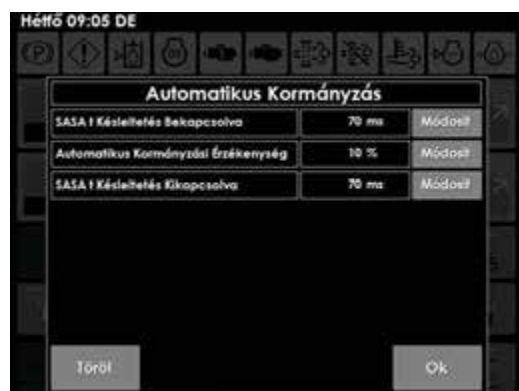 Hétfő 09:05 DE
Automatikus Kormányzás
SASA t Késleltetés Bekapcsolva 70 ms Módosít
Automatikus Kormányzási Érzékenység 10 % Módosít
SASA t Késleltetés Kikapcsolva 70 ms Módosít
Töröl Ok